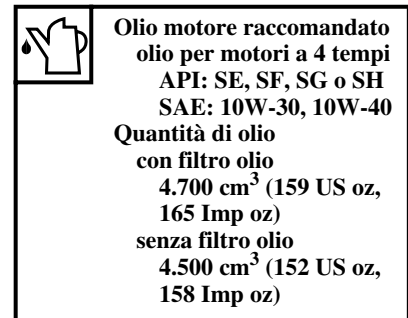 Olio motore raccomandato
olio per motori a 4 tempi
API: SE, SF, SG o SH
SAE: 10W-30, 10W-40
Quantità di olio
con filtro olio
4.700 cm³ (159 US oz,
165 Imp oz)
senza filtro olio
4.500 cm³ (152 US oz,
158 Imp oz)